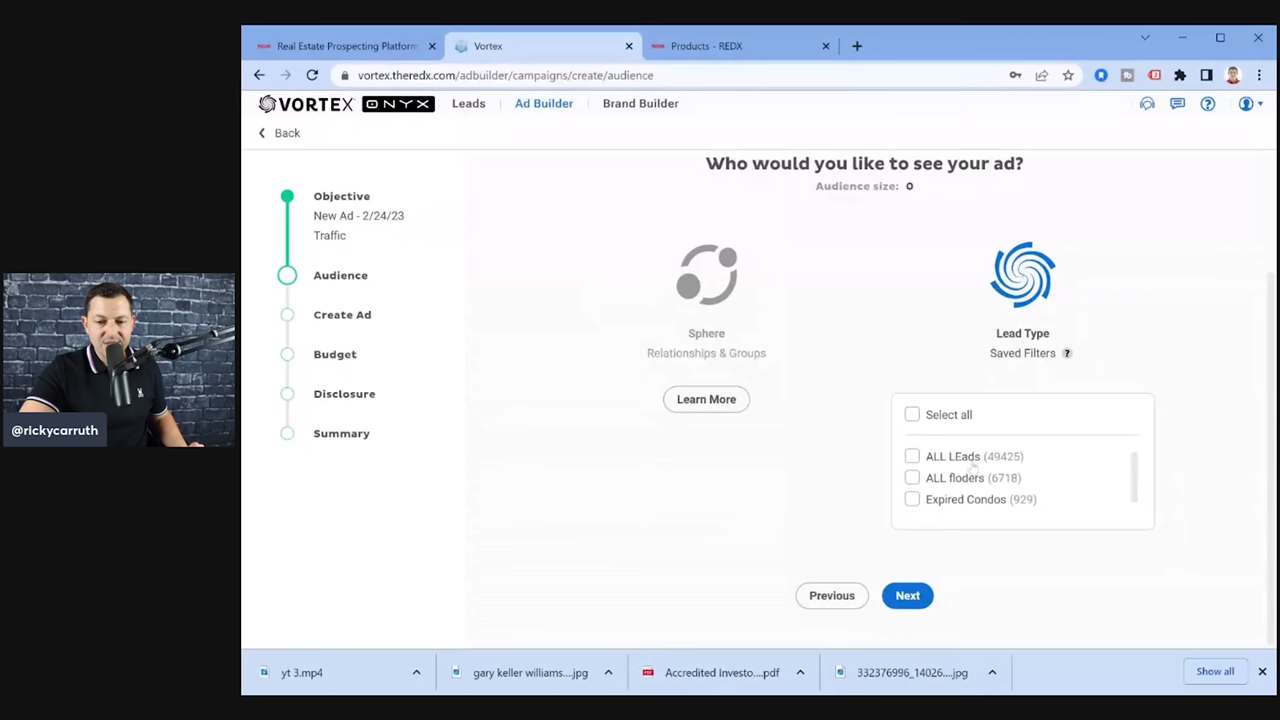 Real Estate Prospecting Platform
Vortex
Products - REDX
vortex.theredx.com/adbuilder/campaigns/create/audience
VORTEX ONYX
Leads
Ad Builder
Brand Builder
Back
Who would you like to see your ad?
Audience size: 0
Objective
New Ad - 2/24/23
Traffic
Audience
Create Ad
Budget
Disclosure
Summary
Sphere
Relationships & Groups
Learn More
Lead Type
Saved Filters ?
Select all
ALL LEads (49425)
ALL floders (6718)
Expired Condos (929)
Previous
Next
@rickycarruth
yt 3.mp4
gary keller williams....jpg
Accredited Investo....pdf
332376996_14026....jpg
Show all